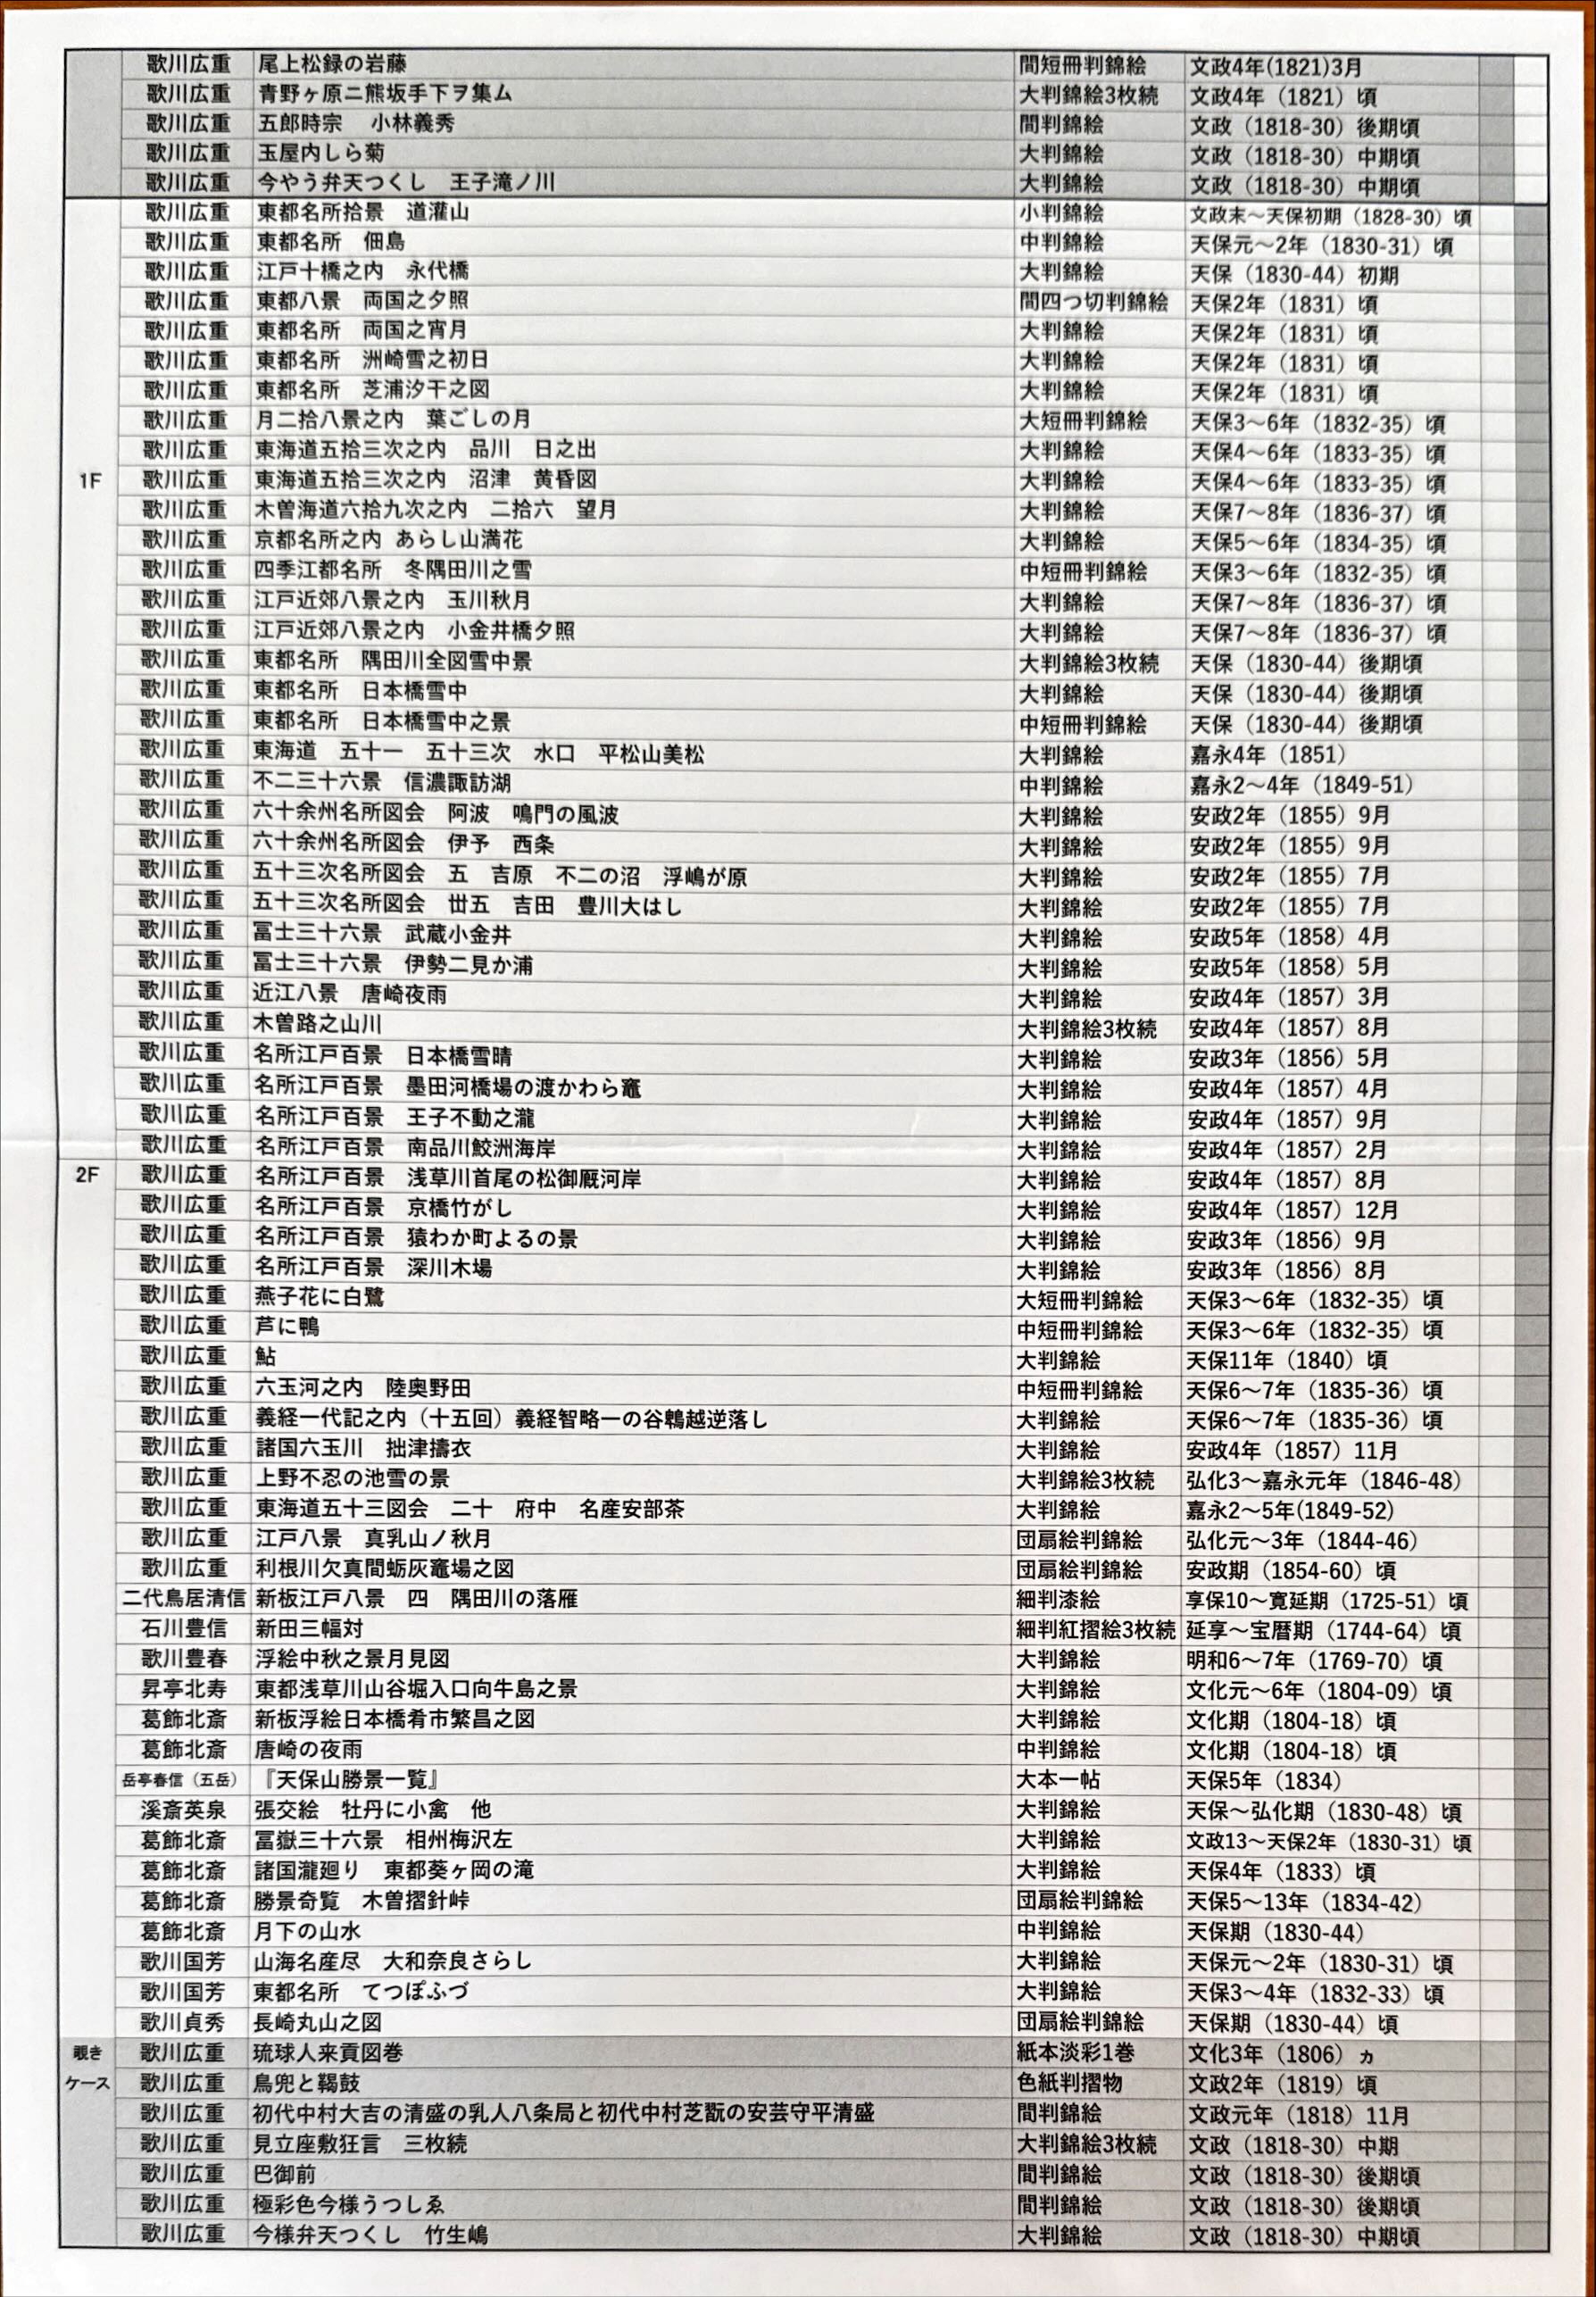 歌川広重 尾上松録の岩藤 間短冊判錦絵 文政4年(1821)3月
歌川広重 青野ヶ原ニ熊坂手下ヲ集ム 大判錦絵3枚続 文政4年（1821）頃
歌川広重 五郎時宗　小林義秀 間判錦絵 文政（1818-30）後期頃
歌川広重 玉屋内しら菊 大判錦絵 文政（1818-30）中期頃
歌川広重 今やう弁天つくし　王子滝ノ川 大判錦絵 文政（1818-30）中期頃
歌川広重 東都名所拾景　道灌山 小判錦絵 文政末～天保初期（1828-30）頃
歌川広重 東都名所　佃島 中判錦絵 天保元～2年（1830-31）頃
歌川広重 江戸十橋之内　永代橋 大判錦絵 天保（1830-44）初期
歌川広重 東都八景　両国之夕照 間四つ切判錦絵 天保2年（1831）頃
歌川広重 東都名所　両国之宵月 大判錦絵 天保2年（1831）頃
歌川広重 東都名所　洲崎雪之初日 大判錦絵 天保2年（1831）頃
歌川広重 東都名所　芝浦汐干之図 大判錦絵 天保2年（1831）頃
歌川広重 月二拾八景之内　葉ごしの月 大短冊判錦絵 天保3～6年（1832-35）頃
歌川広重 東海道五拾三次之内　品川　日之出 大判錦絵 天保4～6年（1833-35）頃
1F 歌川広重 東海道五拾三次之内　沼津　黄昏図 大判錦絵 天保4～6年（1833-35）頃
歌川広重 木曽海道六拾九次之内　二拾六　望月 大判錦絵 天保7～8年（1836-37）頃
歌川広重 京都名所之内 あらし山満花 大判錦絵 天保5～6年（1834-35）頃
歌川広重 四季江都名所　冬隅田川之雪 中短冊判錦絵 天保3～6年（1832-35）頃
歌川広重 江戸近郊八景之内　玉川秋月 大判錦絵 天保7～8年（1836-37）頃
歌川広重 江戸近郊八景之内　小金井橋夕照 大判錦絵 天保7～8年（1836-37）頃
歌川広重 東都名所　隅田川全図雪中景 大判錦絵3枚続 天保（1830-44）後期頃
歌川広重 東都名所　日本橋雪中 大判錦絵 天保（1830-44）後期頃
歌川広重 東都名所　日本橋雪中之景 中短冊判錦絵 天保（1830-44）後期頃
歌川広重 東海道　五十一　五十三次　水口　平松山美松 大判錦絵 嘉永4年（1851）
歌川広重 不二三十六景　信濃諏訪湖 中判錦絵 嘉永2～4年（1849-51）
歌川広重 六十余州名所図会　阿波　鳴門の風波 大判錦絵 安政2年（1855）9月
歌川広重 六十余州名所図会　伊予　西条 大判錦絵 安政2年（1855）9月
歌川広重 五十三次名所図会　五　吉原　不二の沼　浮嶋が原 大判錦絵 安政2年（1855）7月
歌川広重 五十三次名所図会　丗五　吉田　豊川大はし 大判錦絵 安政2年（1855）7月
歌川広重 冨士三十六景　武蔵小金井 大判錦絵 安政5年（1858）4月
歌川広重 冨士三十六景　伊勢二見か浦 大判錦絵 安政5年（1858）5月
歌川広重 近江八景　唐崎夜雨 大判錦絵 安政4年（1857）3月
歌川広重 木曽路之山川 大判錦絵3枚続 安政4年（1857）8月
歌川広重 名所江戸百景　日本橋雪晴 大判錦絵 安政3年（1856）5月
歌川広重 名所江戸百景　墨田河橋場の渡かわら竈 大判錦絵 安政4年（1857）4月
歌川広重 名所江戸百景　王子不動之瀧 大判錦絵 安政4年（1857）9月
歌川広重 名所江戸百景　南品川鮫洲海岸 大判錦絵 安政4年（1857）2月
2F 歌川広重 名所江戸百景　浅草川首尾の松御厩河岸 大判錦絵 安政4年（1857）8月
歌川広重 名所江戸百景　京橋竹がし 大判錦絵 安政4年（1857）12月
歌川広重 名所江戸百景　猿わか町よるの景 大判錦絵 安政3年（1856）9月
歌川広重 名所江戸百景　深川木場 大判錦絵 安政3年（1856）8月
歌川広重 燕子花に白鷺 大短冊判錦絵 天保3～6年（1832-35）頃
歌川広重 芦に鴨 中短冊判錦絵 天保3～6年（1832-35）頃
歌川広重 鮎 大判錦絵 天保11年（1840）頃
歌川広重 六玉河之内　陸奥野田 中短冊判錦絵 天保6～7年（1835-36）頃
歌川広重 義経一代記之内（十五回）義経智略一の谷鵯越逆落し 大判錦絵 天保6～7年（1835-36）頃
歌川広重 諸国六玉川　拙津擣衣 大判錦絵 安政4年（1857）11月
歌川広重 上野不忍の池雪の景 大判錦絵3枚続 弘化3～嘉永元年（1846-48）
歌川広重 東海道五十三図会　二十　府中　名産安部茶 大判錦絵 嘉永2～5年(1849-52)
歌川広重 江戸八景　真乳山ノ秋月 団扇絵判錦絵 弘化元～3年（1844-46）
歌川広重 利根川欠真間蛎灰竈場之図 団扇絵判錦絵 安政期（1854-60）頃
二代鳥居清信 新板江戸八景　四　隅田川の落雁 細判漆絵 享保10～寛延期（1725-51）頃
石川豊信 新田三幅対 細判紅摺絵3枚続 延享～宝暦期（1744-64）頃
歌川豊春 浮絵中秋之景月見図 大判錦絵 明和6～7年（1769-70）頃
昇亭北寿 東都浅草川山谷堀入口向牛島之景 大判錦絵 文化元～6年（1804-09）頃
葛飾北斎 新板浮絵日本橋肴市繁昌之図 大判錦絵 文化期（1804-18）頃
葛飾北斎 唐崎の夜雨 中判錦絵 文化期（1804-18）頃
岳亭春信（五岳） 『天保山勝景一覧』 大本一帖 天保5年（1834）
溪斎英泉 張交絵　牡丹に小禽　他 大判錦絵 天保～弘化期（1830-48）頃
葛飾北斎 冨嶽三十六景　相州梅沢左 大判錦絵 文政13～天保2年（1830-31）頃
葛飾北斎 諸国瀧廻り　東都葵ヶ岡の滝 大判錦絵 天保4年（1833）頃
葛飾北斎 勝景奇覧　木曽摺針峠 団扇絵判錦絵 天保5～13年（1834-42）
葛飾北斎 月下の山水 中判錦絵 天保期（1830-44）
歌川国芳 山海名産尽　大和奈良さらし 大判錦絵 天保元～2年（1830-31）頃
歌川国芳 東都名所　てつぽふづ 大判錦絵 天保3～4年（1832-33）頃
歌川貞秀 長崎丸山之図 団扇絵判錦絵 天保期（1830-44）頃
覗き 歌川広重 琉球人来貢図巻 紙本淡彩1巻 文化3年（1806）ヵ
ケース 歌川広重 鳥兜と鞨鼓 色紙判摺物 文政2年（1819）頃
歌川広重 初代中村大吉の清盛の乳人八条局と初代中村芝翫の安芸守平清盛 間判錦絵 文政元年（1818）11月
歌川広重 見立座敷狂言　三枚続 大判錦絵3枚続 文政（1818-30）中期
歌川広重 巴御前 間判錦絵 文政（1818-30）後期頃
歌川広重 極彩色今様うつしゑ 間判錦絵 文政（1818-30）後期頃
歌川広重 今様弁天つくし　竹生嶋 大判錦絵 文政（1818-30）中期頃